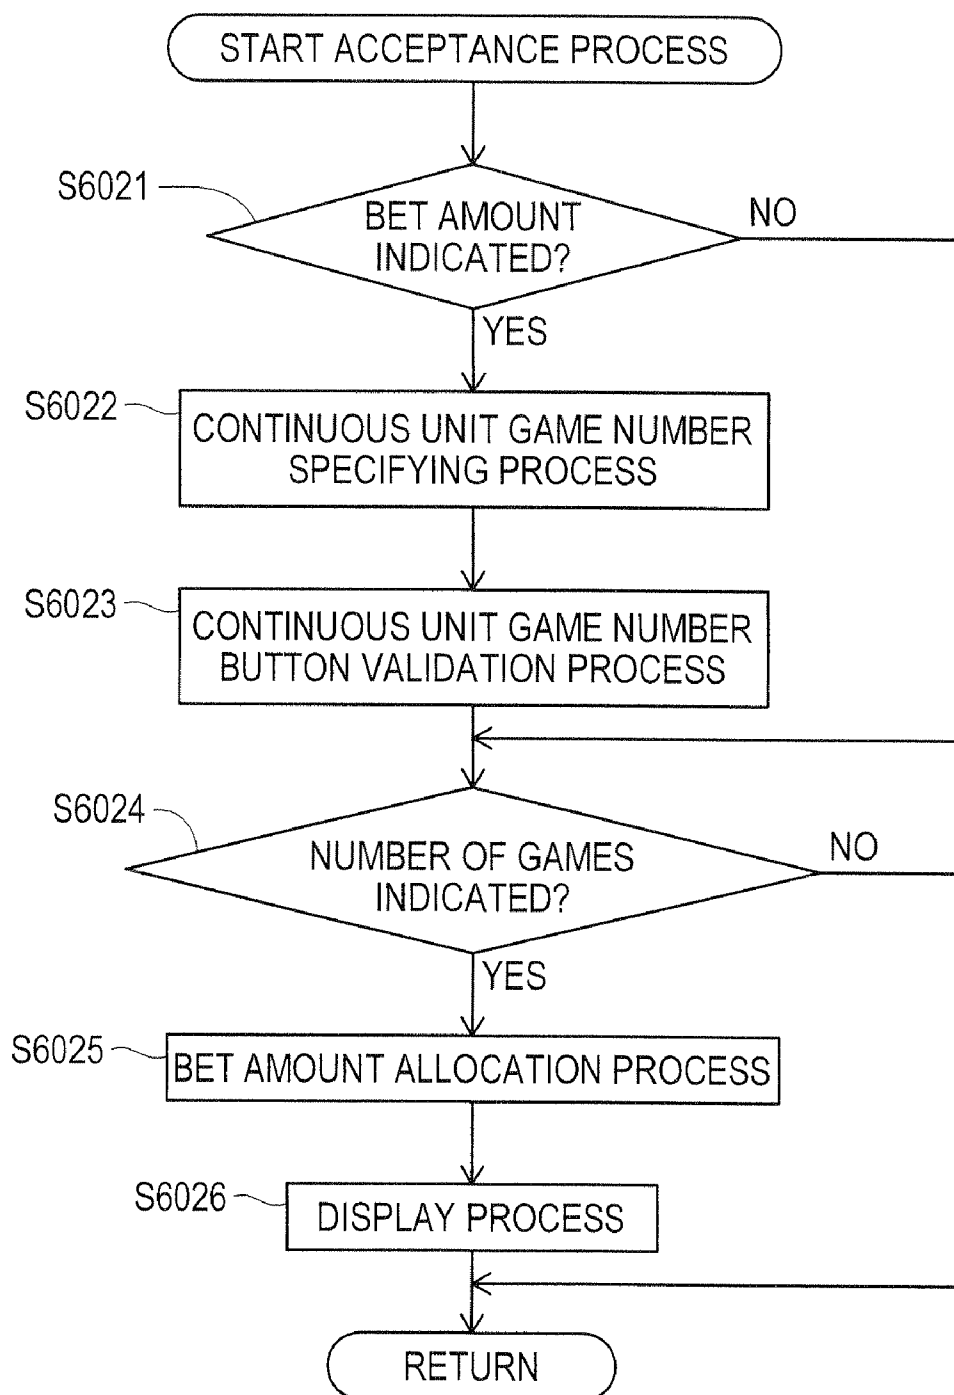 START ACCEPTANCE PROCESS
S6021
BET AMOUNT
INDICATED?
NO
YES
S6022
CONTINUOUS UNIT GAME NUMBER
SPECIFYING PROCESS
S6023
CONTINUOUS UNIT GAME NUMBER
BUTTON VALIDATION PROCESS
S6024
NUMBER OF GAMES
INDICATED?
NO
YES
S6025
BET AMOUNT ALLOCATION PROCESS
S6026
DISPLAY PROCESS
RETURN